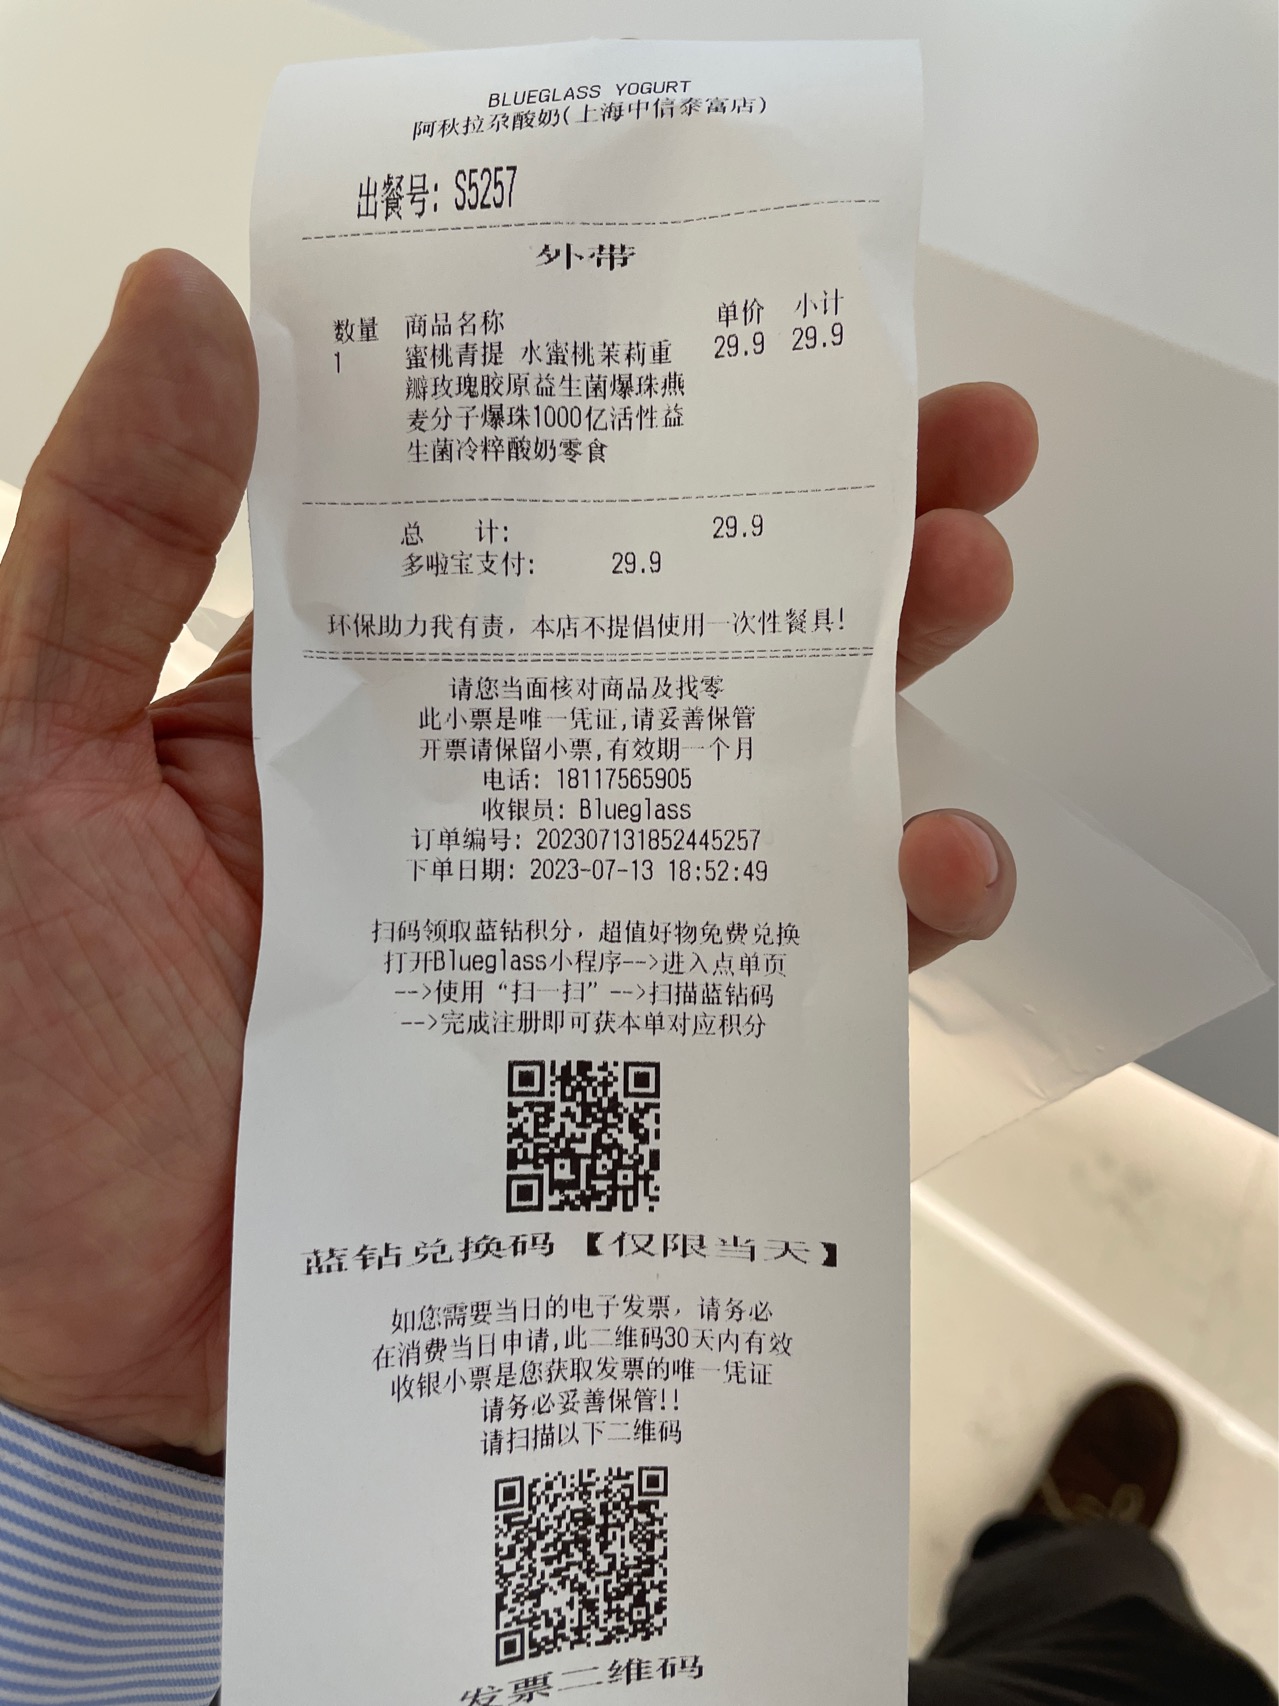 BLUEGLASS YOGURT
阿秋拉尕酸奶(上海中信泰富店)
出餐号: S5257
外带
数量 商品名称 单价 小计
1 蜜桃青提 水蜜桃茉莉重 29.9 29.9
瓣玫瑰胶原益生菌爆珠燕
麦分子爆珠1000亿活性益
生菌冷粹酸奶零食
总 计: 29.9
多啦宝支付: 29.9
环保助力我有责，本店不提倡使用一次性餐具!
请您当面核对商品及找零
此小票是唯一凭证,请妥善保管
开票请保留小票,有效期一个月
电话: 18117565905
收银员: Blueglass
订单编号: 202307131852445257
下单日期: 2023-07-13 18:52:49
扫码领取蓝钻积分，超值好物免费兑换
打开Blueglass小程序-->进入点单页
-->使用“扫一扫”-->扫描蓝钻码
-->完成注册即可获本单对应积分
蓝钻兑换码【仅限当天】
如您需要当日的电子发票，请务必
在消费当日申请,此二维码30天内有效
收银小票是您获取发票的唯一凭证
请务必妥善保管!!
请扫描以下二维码
发票二维码